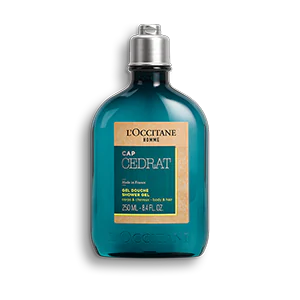 L'OCCITANE
HOMME
CAP
CEDRAT
Made in France
GEL DOUCHE
SHOWER GEL
corps & cheveux - body & hair
250 ML - 8.4 FL. OZ.
L'OCCITANE